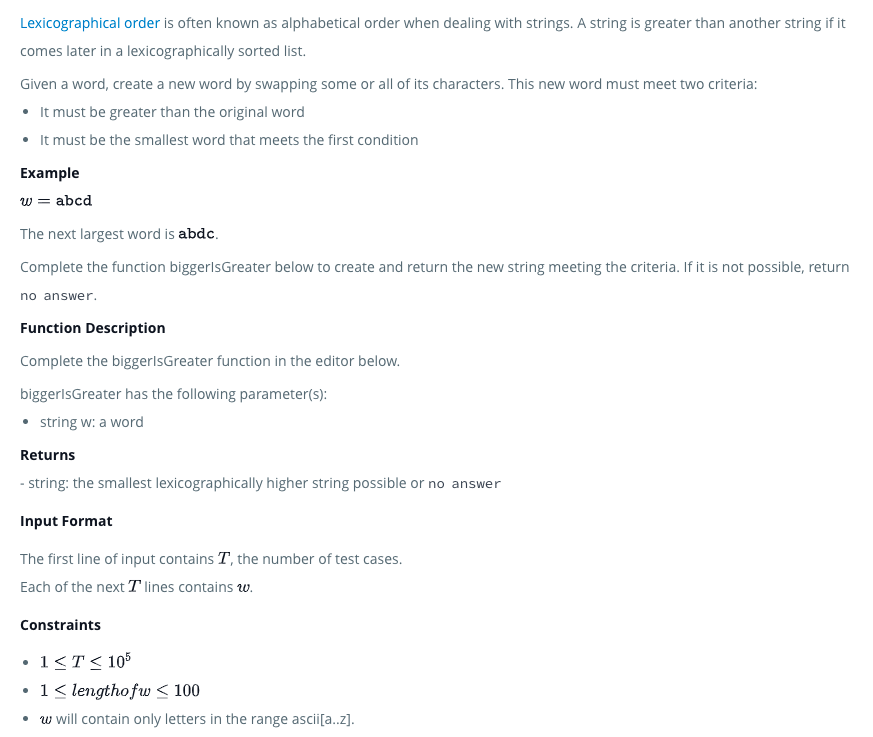 Lexicographical order is often known as alphabetical order when dealing with strings. A string is greater than another string if it
comes later in a lexicographically sorted list.
Given a word, create a new word by swapping some or all of its characters. This new word must meet two criteria:
• It must be greater than the original word
• It must be the smallest word that meets the first condition
Example
w = abcd
The next largest word is abdc.
Complete the function biggerIsGreater below to create and return the new string meeting the criteria. If it is not possible, return
no answer.
Function Description
Complete the biggerIsGreater function in the editor below.
biggerIsGreater has the following parameter(s):
• string w: a word
Returns
- string: the smallest lexicographically higher string possible or no answer
Input Format
The first line of input contains T, the number of test cases.
Each of the next T lines contains w.
Constraints
• 1 ≤ T ≤ 10⁵
• 1 ≤ lengthofw ≤ 100
• w will contain only letters in the range ascii[a..z].